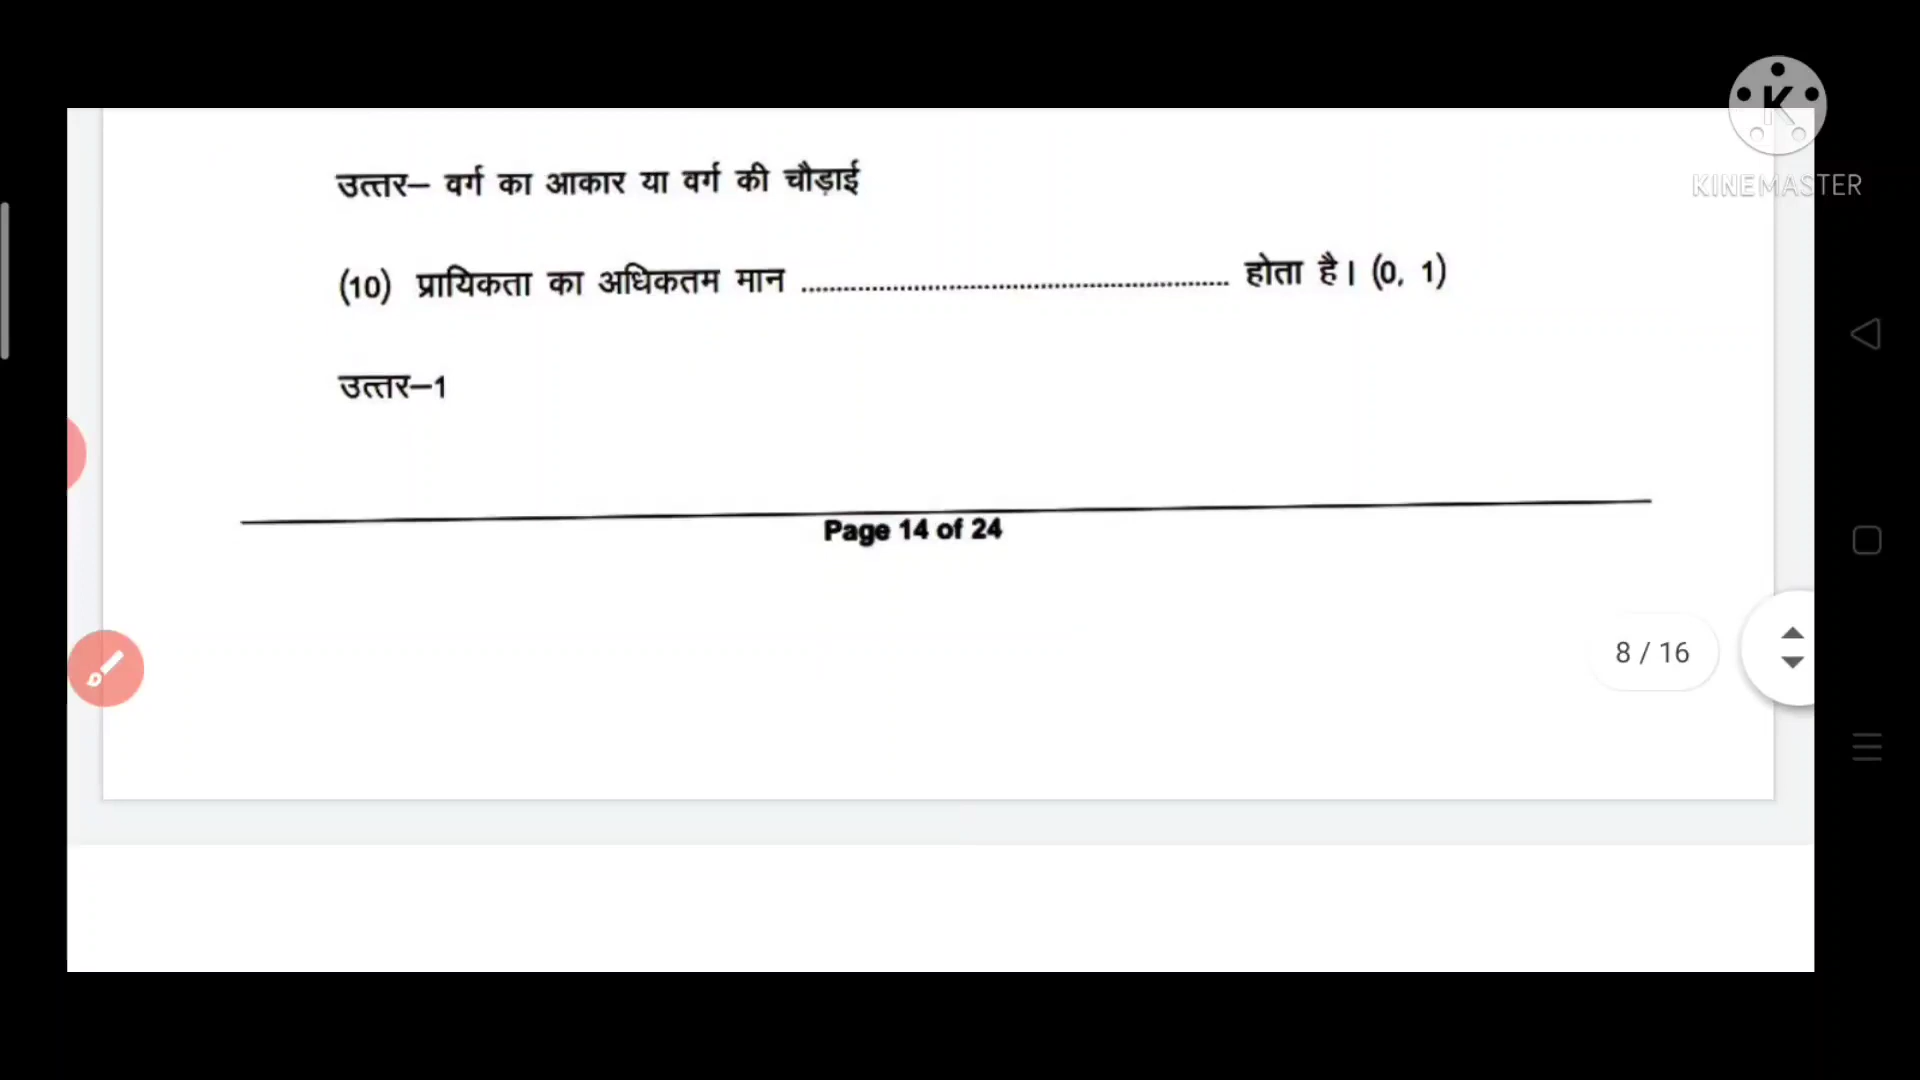 K
KINEMASTER
उत्तर– वर्ग का आकार या वर्ग की चौड़ाई
(10) प्रायिकता का अधिकतम मान ............................................................. होता है। (0, 1)
उत्तर–1
Page 14 of 24
8 / 16